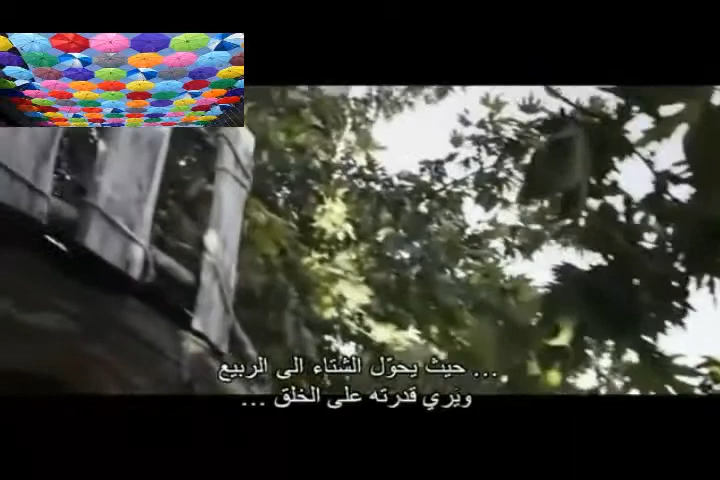 ... حيث يحوّل الشتاء الى الربيع
ويَري قدرته على الخلق ...